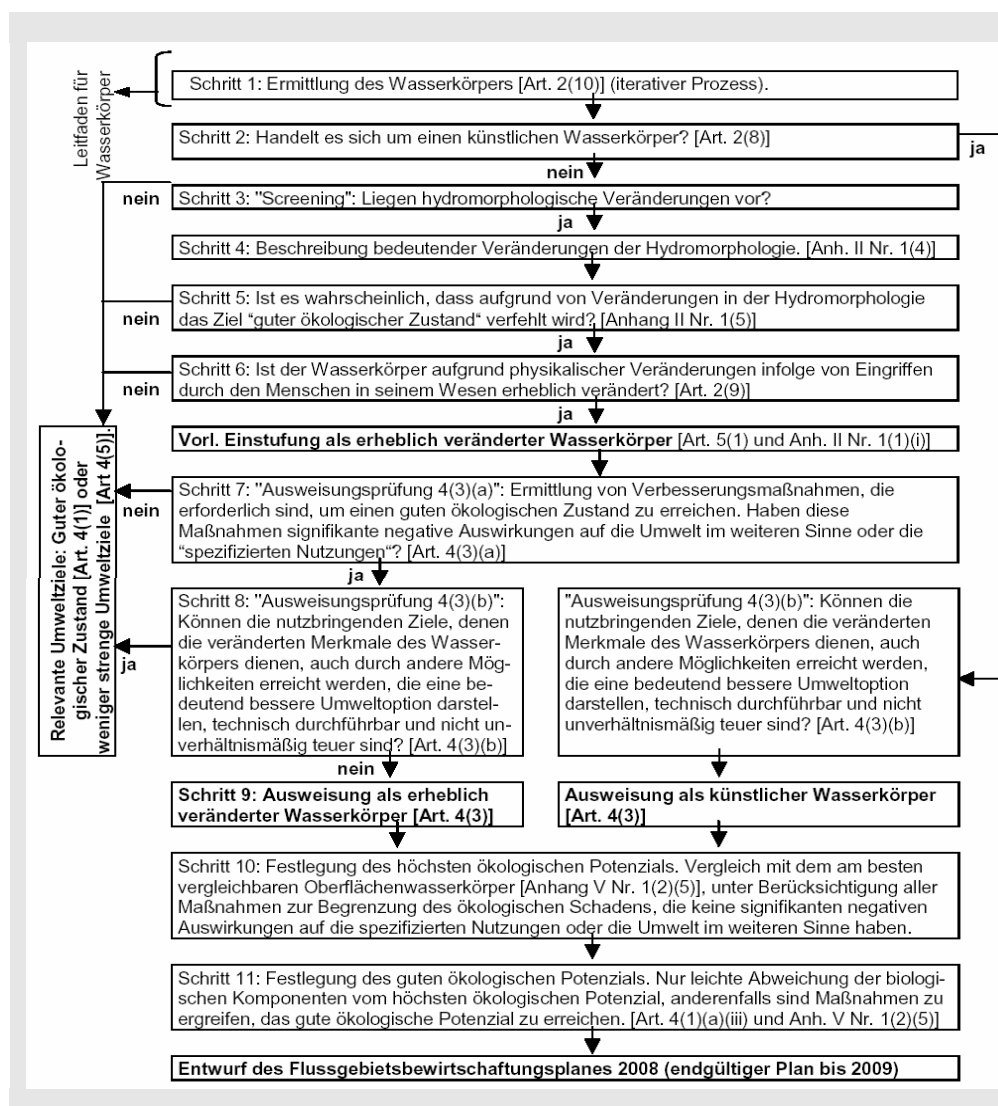 Leitfaden für
Wasserkörper
Schritt 1: Ermittlung des Wasserkörpers [Art. 2(10)] (iterativer Prozess).
Schritt 2: Handelt es sich um einen künstlichen Wasserkörper? [Art. 2(8)]
ja
nein
nein
Schritt 3: "Screening": Liegen hydromorphologische Veränderungen vor?
ja
Schritt 4: Beschreibung bedeutender Veränderungen der Hydromorphologie. [Anh. II Nr. 1(4)]
Schritt 5: Ist es wahrscheinlich, dass aufgrund von Veränderungen in der Hydromorphologie
das Ziel "guter ökologischer Zustand" verfehlt wird? [Anhang II Nr. 1(5)]
nein
ja
Schritt 6: Ist der Wasserkörper aufgrund physikalischer Veränderungen infolge von Eingriffen
durch den Menschen in seinem Wesen erheblich verändert? [Art. 2(9)]
nein
ja
Vorl. Einstufung als erheblich veränderter Wasserkörper [Art. 5(1) und Anh. II Nr. 1(1)(i)]
Relevante Umweltziele: Guter ökolo-
gischer Zustand [Art. 4(1)] oder
weniger strenge Umweltziele [Art 4(5)].
Schritt 7: "Ausweisungsprüfung 4(3)(a)": Ermittlung von Verbesserungsmaßnahmen, die
erforderlich sind, um einen guten ökologischen Zustand zu erreichen. Haben diese
Maßnahmen signifikante negative Auswirkungen auf die Umwelt im weiteren Sinne oder die
"spezifizierten Nutzungen"? [Art. 4(3)(a)]
nein
ja
Schritt 8: "Ausweisungsprüfung 4(3)(b)":
Können die nutzbringenden Ziele, denen
die veränderten Merkmale des Wasser-
körpers dienen, auch durch andere Mög-
lichkeiten erreicht werden, die eine be-
deutend bessere Umweltoption darstel-
len, technisch durchführbar und nicht un-
verhältnismäßig teuer sind? [Art. 4(3)(b)]
ja
nein
"Ausweisungsprüfung 4(3)(b)": Können die
nutzbringenden Ziele, denen die veränderten
Merkmale des Wasserkörpers dienen, auch
durch andere Möglichkeiten erreicht werden,
die eine bedeutend bessere Umweltoption
darstellen, technisch durchführbar und nicht
unverhältnismäßig teuer sind? [Art. 4(3)(b)]
Schritt 9: Ausweisung als erheblich
veränderter Wasserkörper [Art. 4(3)]
Ausweisung als künstlicher Wasserkörper
[Art. 4(3)]
Schritt 10: Festlegung des höchsten ökologischen Potenzials. Vergleich mit dem am besten
vergleichbaren Oberflächenwasserkörper [Anhang V Nr. 1(2)(5)], unter Berücksichtigung aller
Maßnahmen zur Begrenzung des ökologischen Schadens, die keine signifikanten negativen
Auswirkungen auf die spezifizierten Nutzungen oder die Umwelt im weiteren Sinne haben.
Schritt 11: Festlegung des guten ökologischen Potenzials. Nur leichte Abweichung der biologi-
schen Komponenten vom höchsten ökologischen Potenzial, anderenfalls sind Maßnahmen zu
ergreifen, das gute ökologische Potenzial zu erreichen. [Art. 4(1)(a)(iii) und Anh. V Nr. 1(2)(5)]
Entwurf des Flussgebietsbewirtschaftungsplanes 2008 (endgültiger Plan bis 2009)